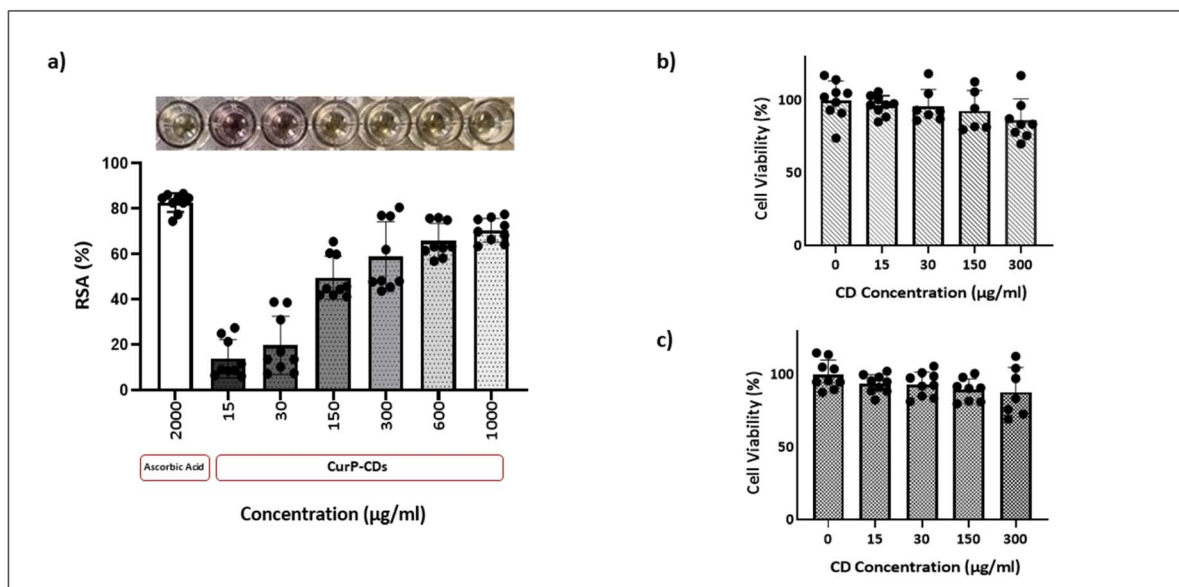 a)
RSA (%)
100
80
60
40
20
0
2000
15
30
150
300
600
1000
Ascorbic Acid
CurP-CDs
Concentration (μg/ml)
b)
Cell Viability (%)
100
50
0
0 15 30 150 300
CD Concentration (μg/ml)
c)
Cell Viability (%)
100
50
0
0 15 30 150 300
CD Concentration (μg/ml)